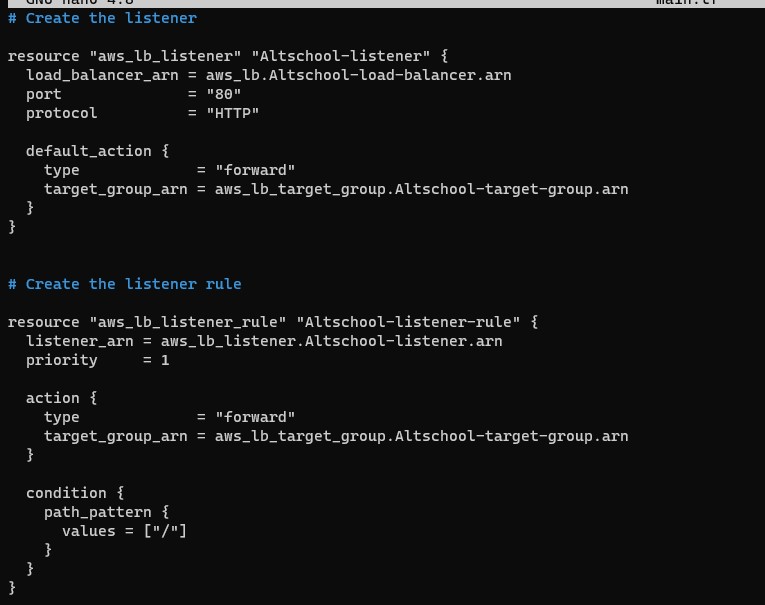 GNU nano 4.8 main.tf
# Create the listener
resource "aws_lb_listener" "Altschool-listener" {
  load_balancer_arn = aws_lb.Altschool-load-balancer.arn
  port              = "80"
  protocol          = "HTTP"
  default_action {
    type             = "forward"
    target_group_arn = aws_lb_target_group.Altschool-target-group.arn
  }
}
# Create the listener rule
resource "aws_lb_listener_rule" "Altschool-listener-rule" {
  listener_arn = aws_lb_listener.Altschool-listener.arn
  priority     = 1
  action {
    type             = "forward"
    target_group_arn = aws_lb_target_group.Altschool-target-group.arn
  }
  condition {
    path_pattern {
      values = ["/"]
    }
  }
}